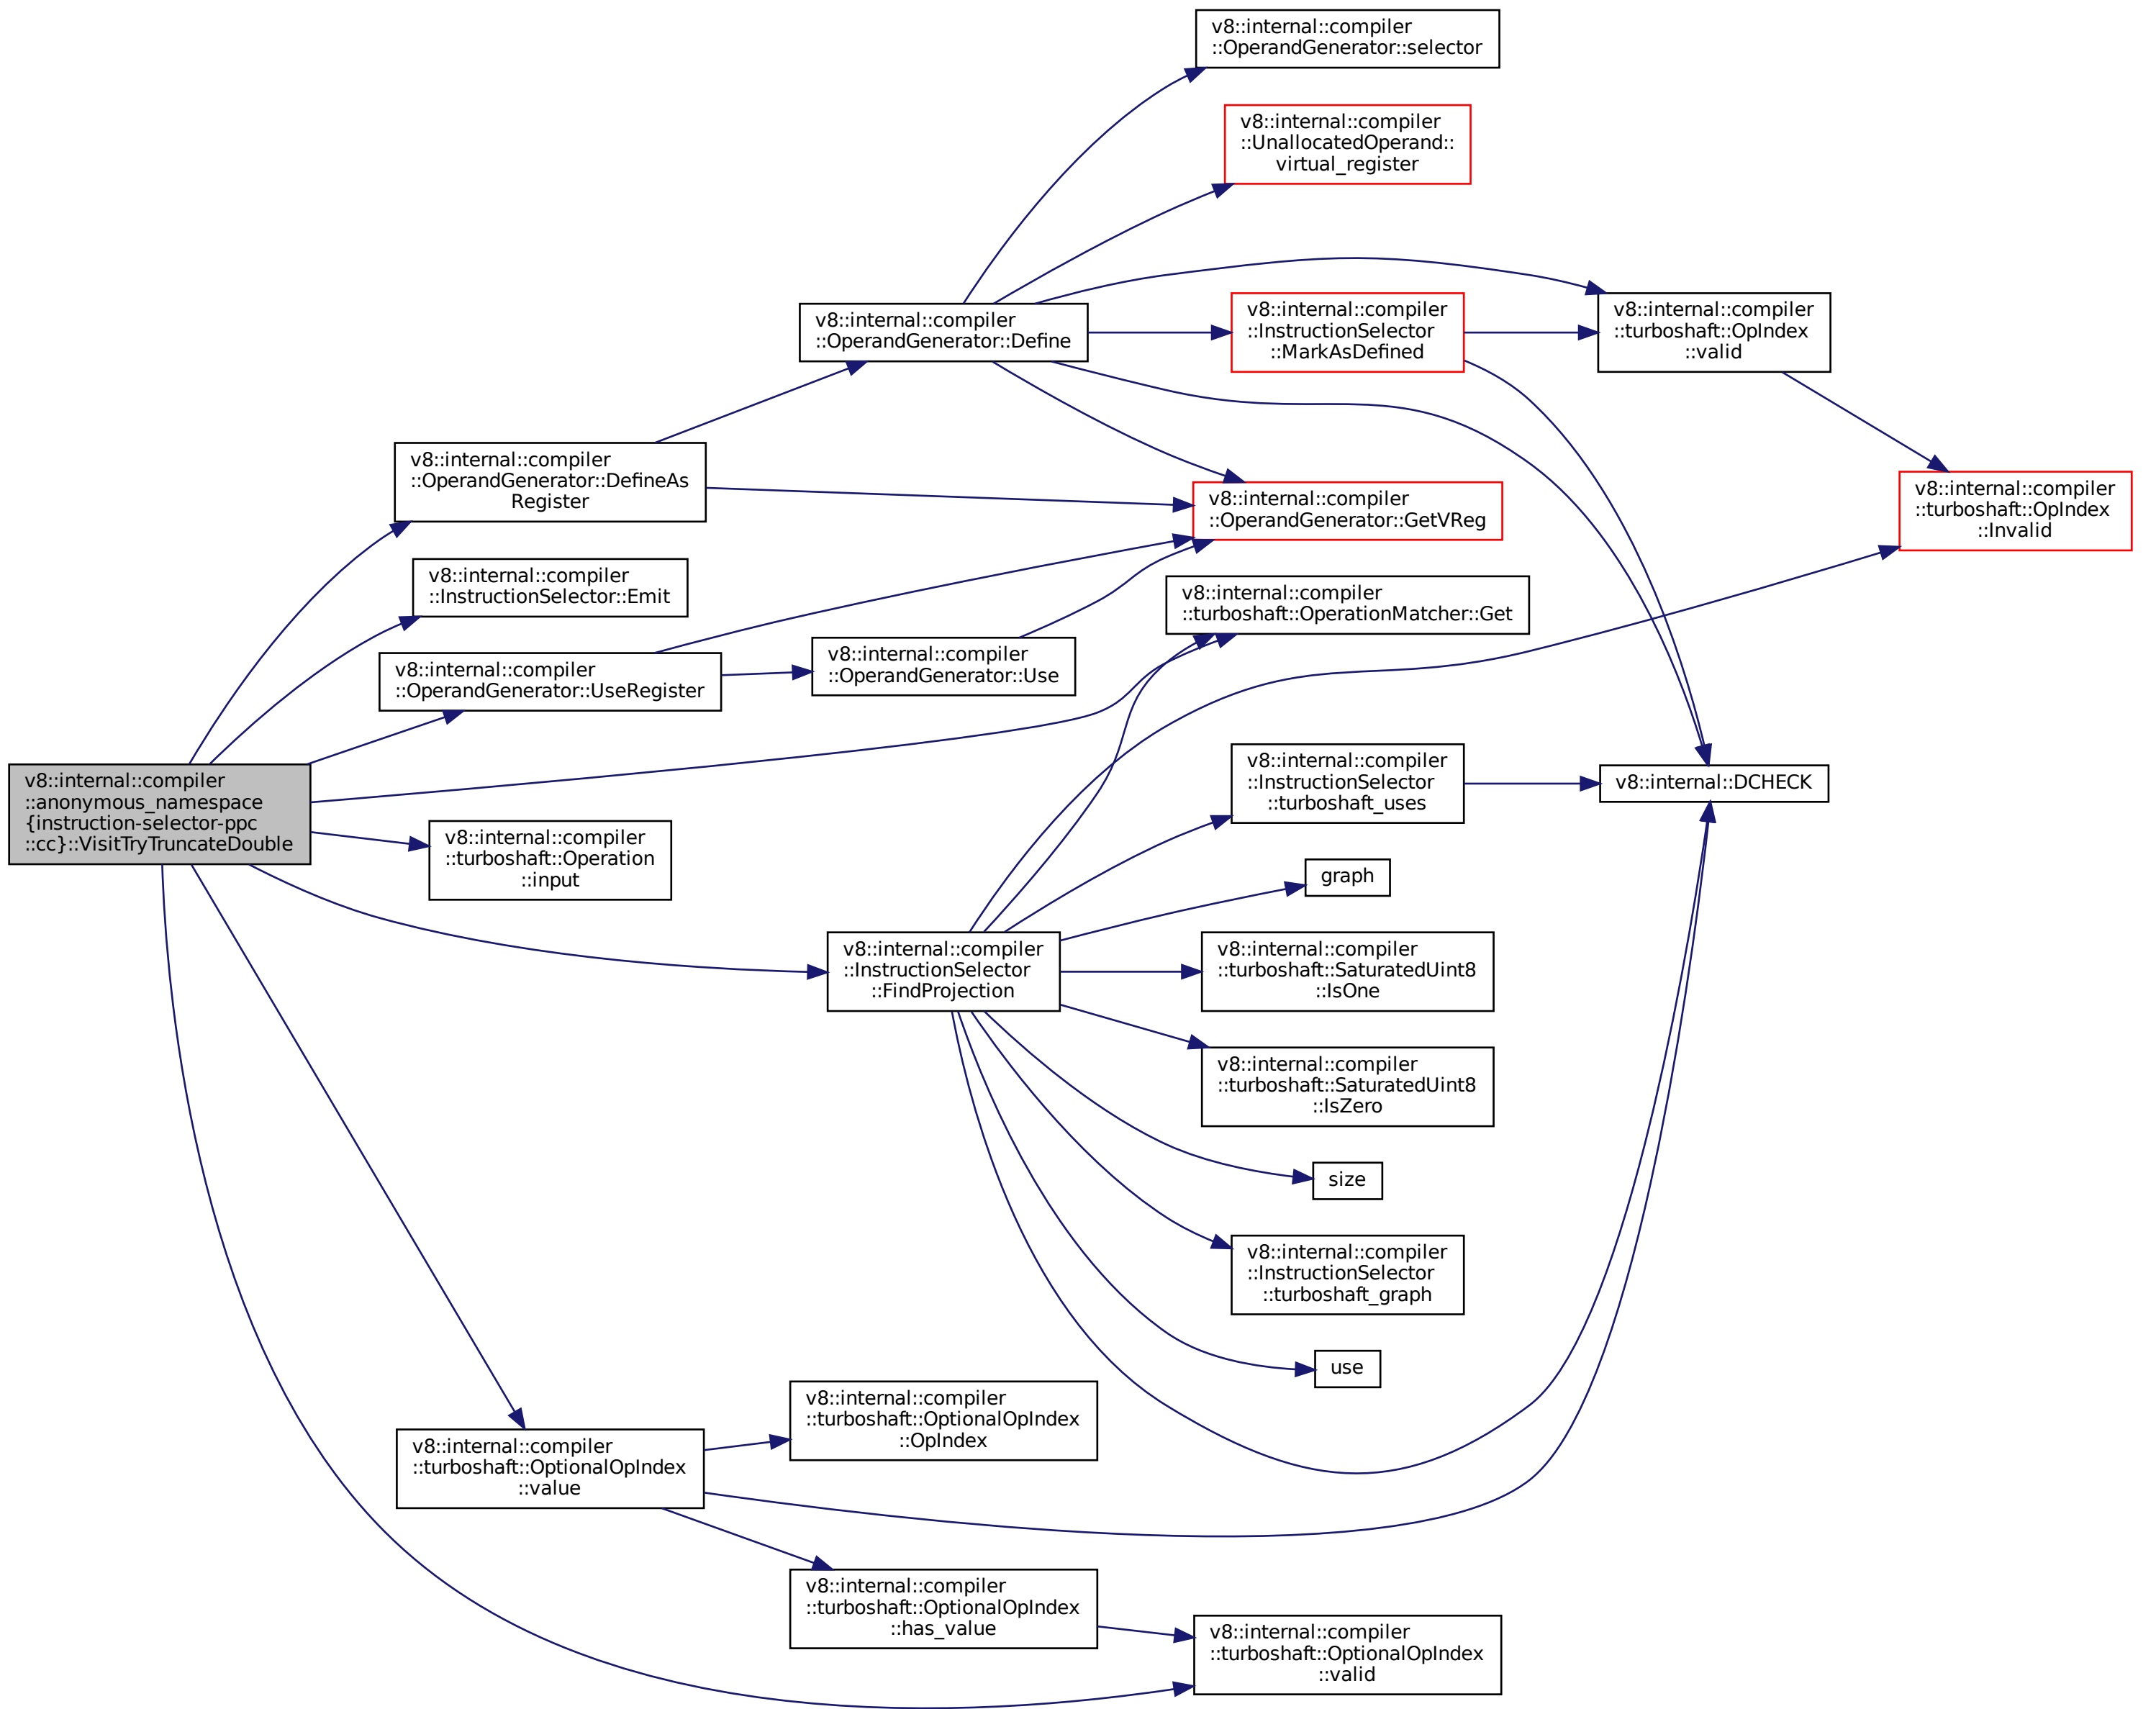 v8::internal::compiler
::OperandGenerator::selector
v8::internal::compiler
::UnallocatedOperand::
virtual_register
v8::internal::compiler
::OperandGenerator::Define
v8::internal::compiler
::InstructionSelector
::MarkAsDefined
v8::internal::compiler
::turboshaft::OpIndex
::valid
v8::internal::compiler
::OperandGenerator::DefineAs
Register
v8::internal::compiler
::OperandGenerator::GetVReg
v8::internal::compiler
::turboshaft::OpIndex
::Invalid
v8::internal::compiler
::InstructionSelector::Emit
v8::internal::compiler
::turboshaft::OperationMatcher::Get
v8::internal::compiler
::OperandGenerator::UseRegister
v8::internal::compiler
::OperandGenerator::Use
v8::internal::compiler
::anonymous_namespace
{instruction-selector-ppc
::cc}::VisitTryTruncateDouble
v8::internal::compiler
::InstructionSelector
::turboshaft_uses
v8::internal::DCHECK
v8::internal::compiler
::turboshaft::Operation
::input
graph
v8::internal::compiler
::InstructionSelector
::FindProjection
v8::internal::compiler
::turboshaft::SaturatedUint8
::IsOne
v8::internal::compiler
::turboshaft::SaturatedUint8
::IsZero
size
v8::internal::compiler
::InstructionSelector
::turboshaft_graph
use
v8::internal::compiler
::turboshaft::OptionalOpIndex
::OpIndex
v8::internal::compiler
::turboshaft::OptionalOpIndex
::value
v8::internal::compiler
::turboshaft::OptionalOpIndex
::has_value
v8::internal::compiler
::turboshaft::OptionalOpIndex
::valid